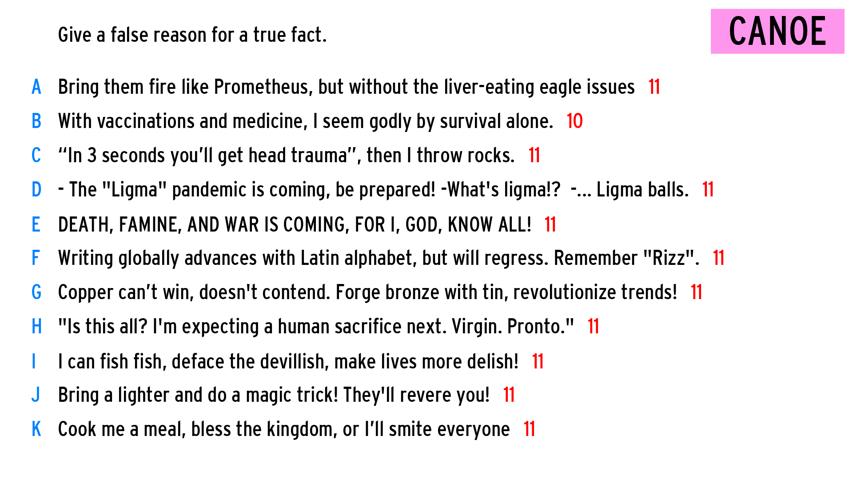 Give a false reason for a true fact.
CANOE
A Bring them fire like Prometheus, but without the liver-eating eagle issues 11
B With vaccinations and medicine, I seem godly by survival alone. 10
C “In 3 seconds you’ll get head trauma”, then I throw rocks. 11
D - The "Ligma" pandemic is coming, be prepared! -What's ligma!? -... Ligma balls. 11
E DEATH, FAMINE, AND WAR IS COMING, FOR I, GOD, KNOW ALL! 11
F Writing globally advances with Latin alphabet, but will regress. Remember "Rizz". 11
G Copper can’t win, doesn't contend. Forge bronze with tin, revolutionize trends! 11
H "Is this all? I'm expecting a human sacrifice next. Virgin. Pronto." 11
I I can fish fish, deface the devillish, make lives more delish! 11
J Bring a lighter and do a magic trick! They'll revere you! 11
K Cook me a meal, bless the kingdom, or I’ll smite everyone 11